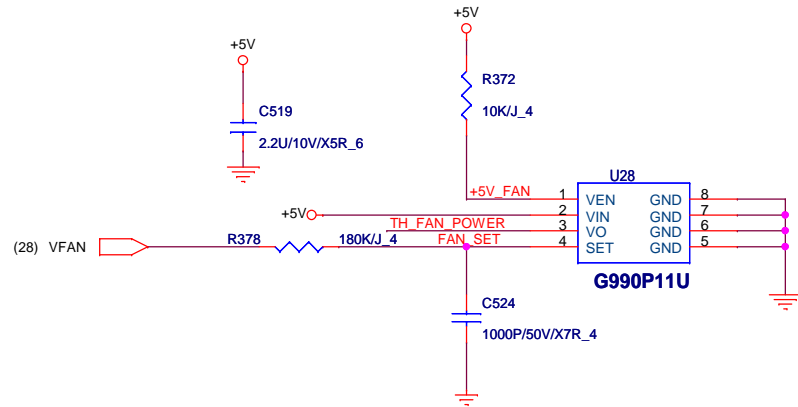 +5V
+5V
C519
2.2U/10V/X5R_6
R372
10K/J_4
U28
+5V_FAN 1 VEN GND 8
+5V 2 VIN GND 7
TH_FAN_POWER 3 VO GND 6
(28) VFAN R378 180K/J_4 FAN_SET 4 SET GND 5
G990P11U
C524
1000P/50V/X7R_4